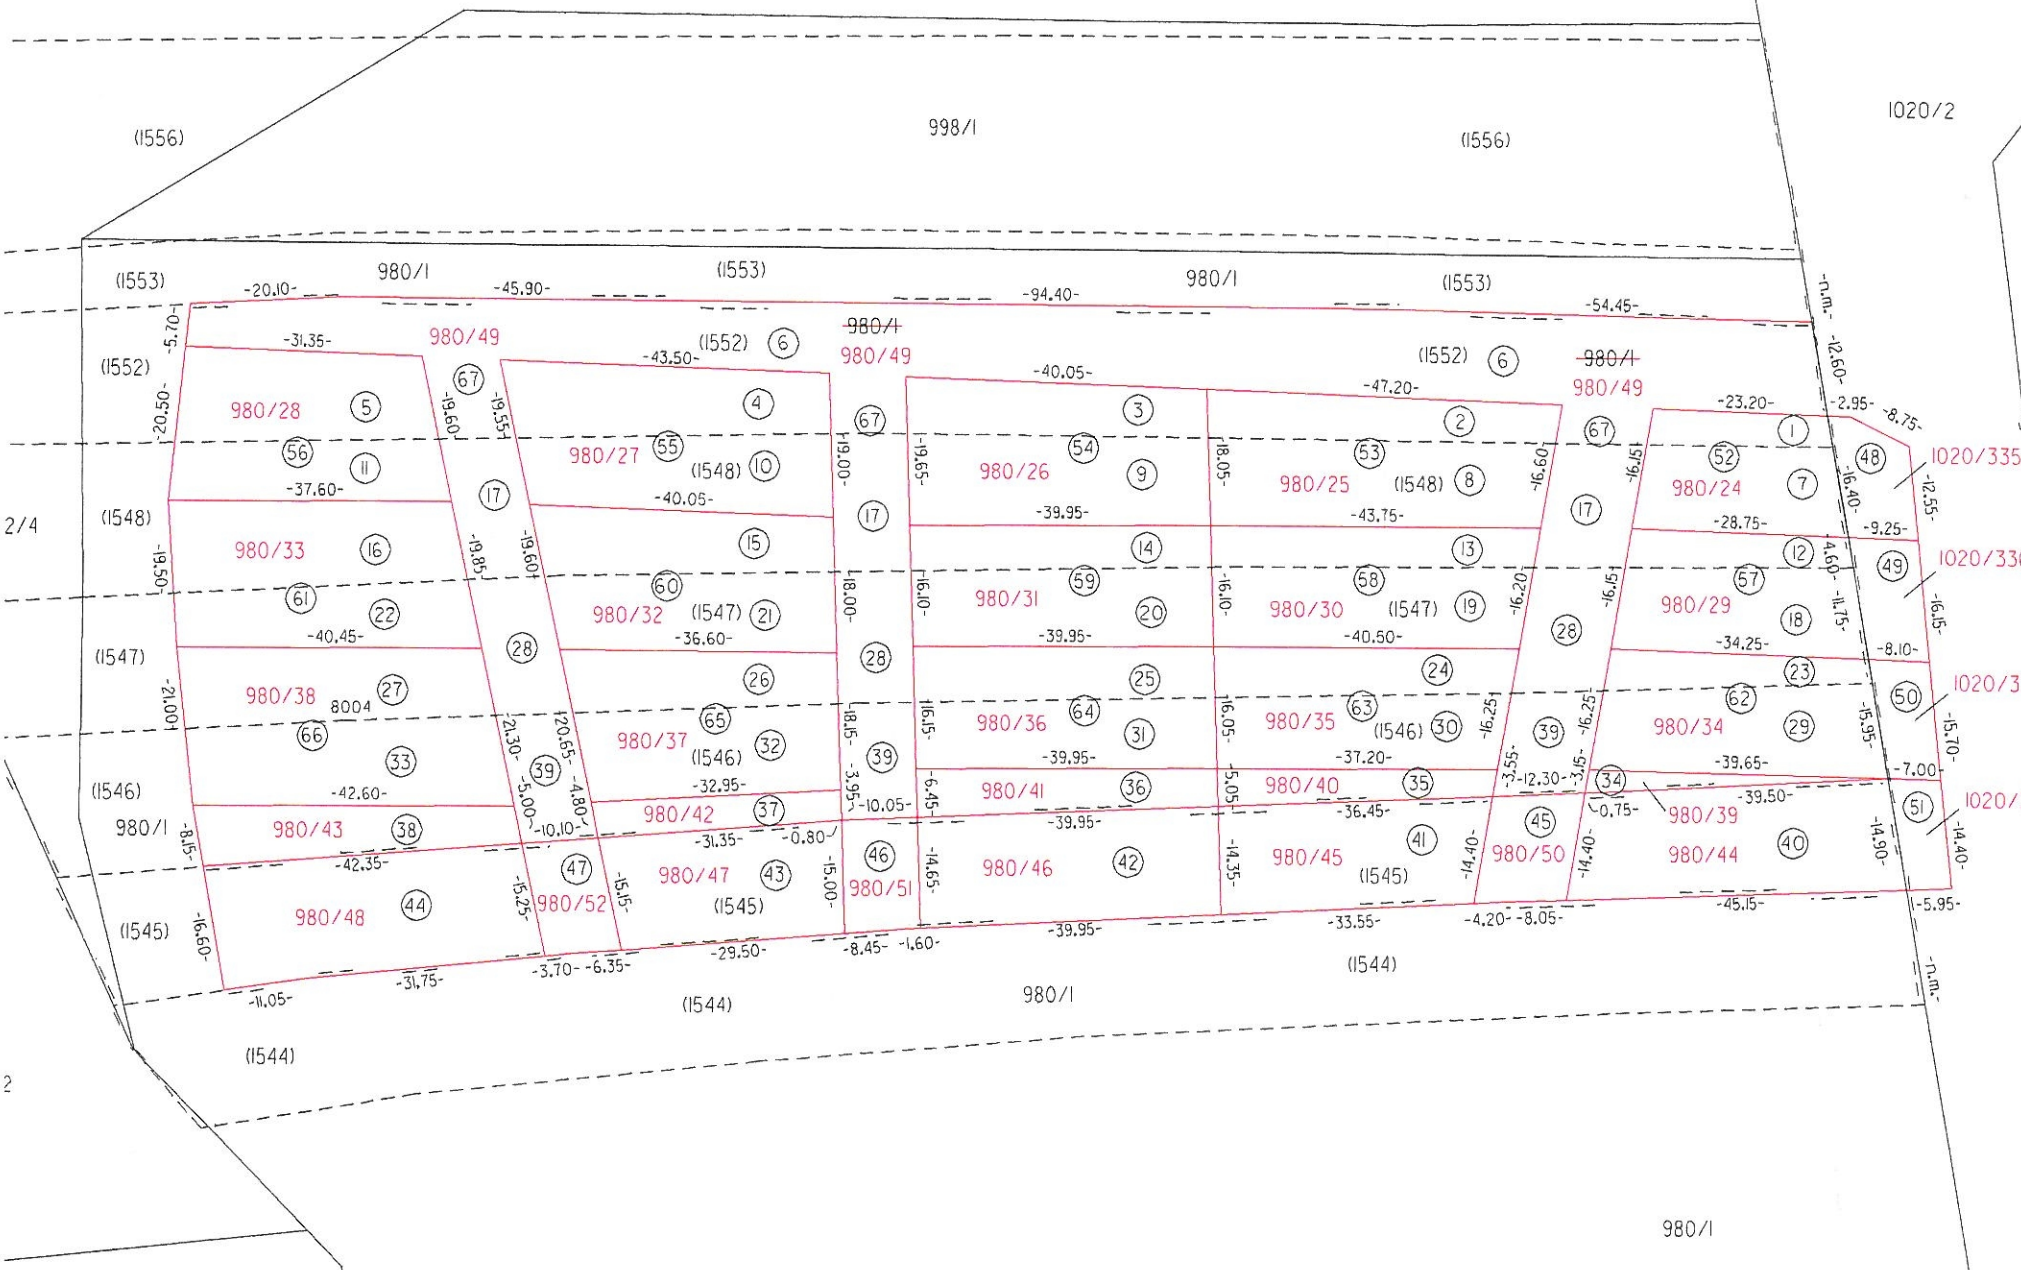 1020/2
(1556) 998/1 (1556)
(1553) 980/1 (1553) 980/1 (1553)
-n.m.-
-20.10- -45.90- -94.40- -54.45-
-5.70- 980/49 (1552) 6 980/1 (1552) 6 980/1
-31.35- -43.50- 980/49 -40.05- -47.20- 980/49 -12.60-
(1552) 67 -23.20- -2.95- -8.75-
980/28 5 4 67 3 2 67 1
-20.50- -19.60- -19.55- -19.00- -19.65- -18.05- -16.60- -16.15- -16.40- -12.55-
56 11 980/27 55 (1548) 10 980/26 54 9 980/25 53 (1548) 8 980/24 52 7 48 1020/335
-37.60- 17 -40.05- 17 -39.95- -43.75- 17 -28.75- -9.25-
2/4 (1548)
980/33 16 15 14 13 12 49
-19.50- -19.85- -19.60- -18.00- -16.10- -16.10- -16.20- -16.15- -4.60- -11.75- -16.15-
61 22 980/32 60 (1547) 21 980/31 59 20 980/30 58 (1547) 19 980/29 57 18
-40.45- 28 -36.60- 28 -39.95- -40.50- 28 -34.25- -8.10-
(1547)
980/38 27 26 25 24 23 50
8004
-21.00- -21.30- -20.65- -18.15- -16.15- -16.05- -16.25- -16.25- -15.95- -15.70-
66 33 980/37 65 (1546) 32 980/36 64 31 980/35 63 (1546) 30 980/34 62 29
39 39 -39.95- -37.20- 39 -39.65- -7.00-
(1546) -42.60- -5.00- -4.80- -32.95- -3.95- -10.05- -6.45- -5.05- -3.55- -12.30- -3.15- 34
980/1 -8.15- 980/43 38 -10.10- 980/42 37 980/41 36 980/40 35 -0.75- 980/39 -39.50- 51
-42.35- -31.35- -0.80- -39.95- -36.45-
47 46 45 -14.90- -14.40-
980/48 44 980/52 980/47 43 980/51 980/46 42 980/45 41 980/50 980/44 40
(1545) -16.60- -15.25- -15.15- (1545) -15.00- -14.65- -14.35- (1545) -14.40- -14.40-
-11.05- -31.75- -3.70- -6.35- -29.50- -8.45- -1.60- -39.95- -33.55- -4.20- -8.05- -45.15- -5.95-
(1544) (1544) 980/1 (1544) -n.m.-
2
980/1